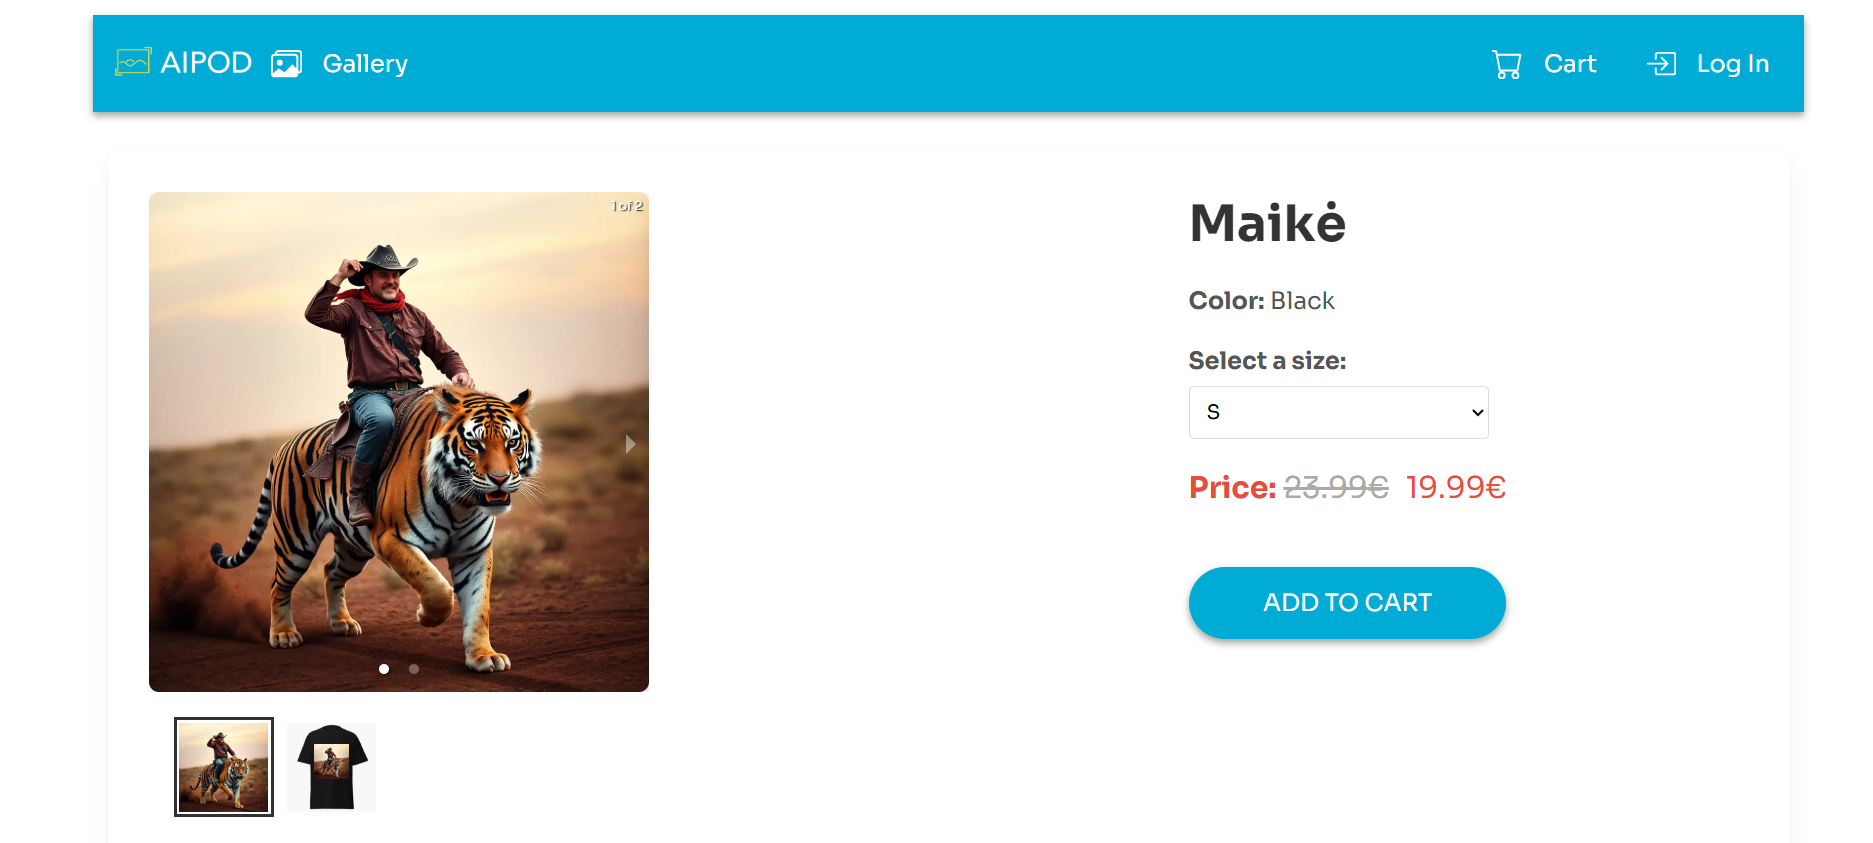 AIPOD Gallery Cart Log In
1 of 2
Maikė
Color: Black
Select a size:
S
Price: 23.99€ 19.99€
ADD TO CART